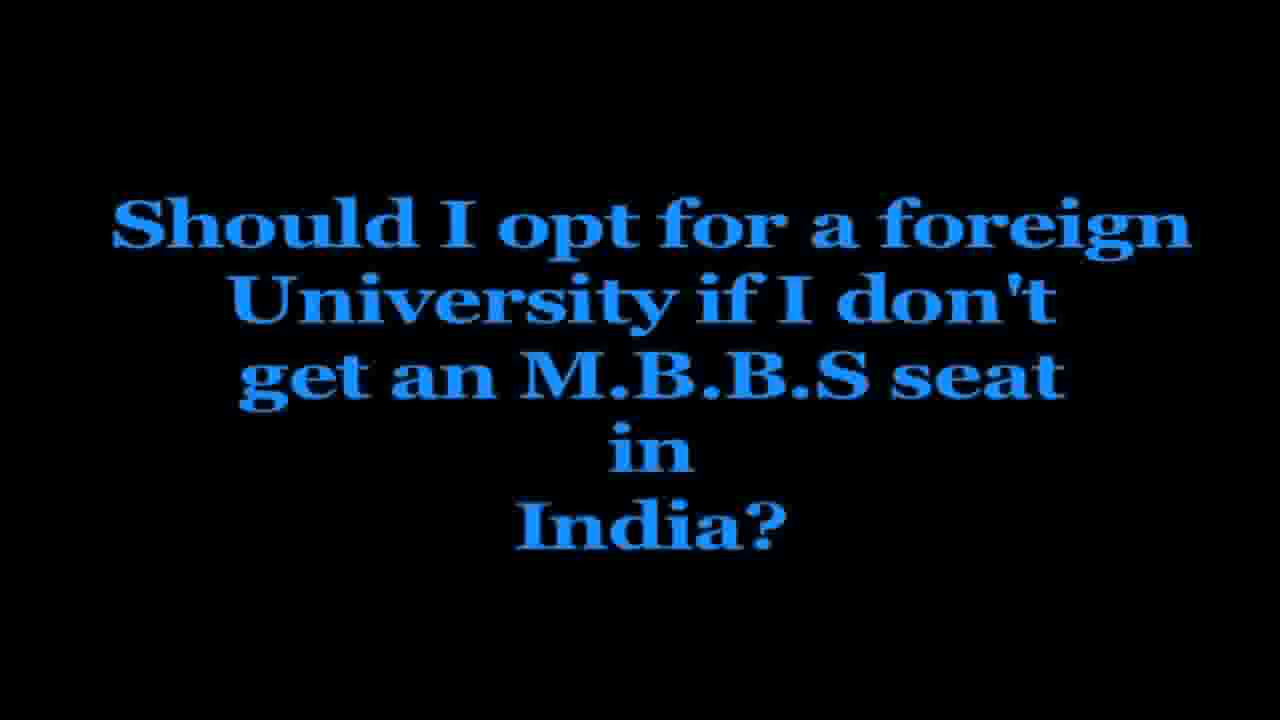 Should I opt for a foreign
University if I don't
get an M.B.B.S seat
in
India?